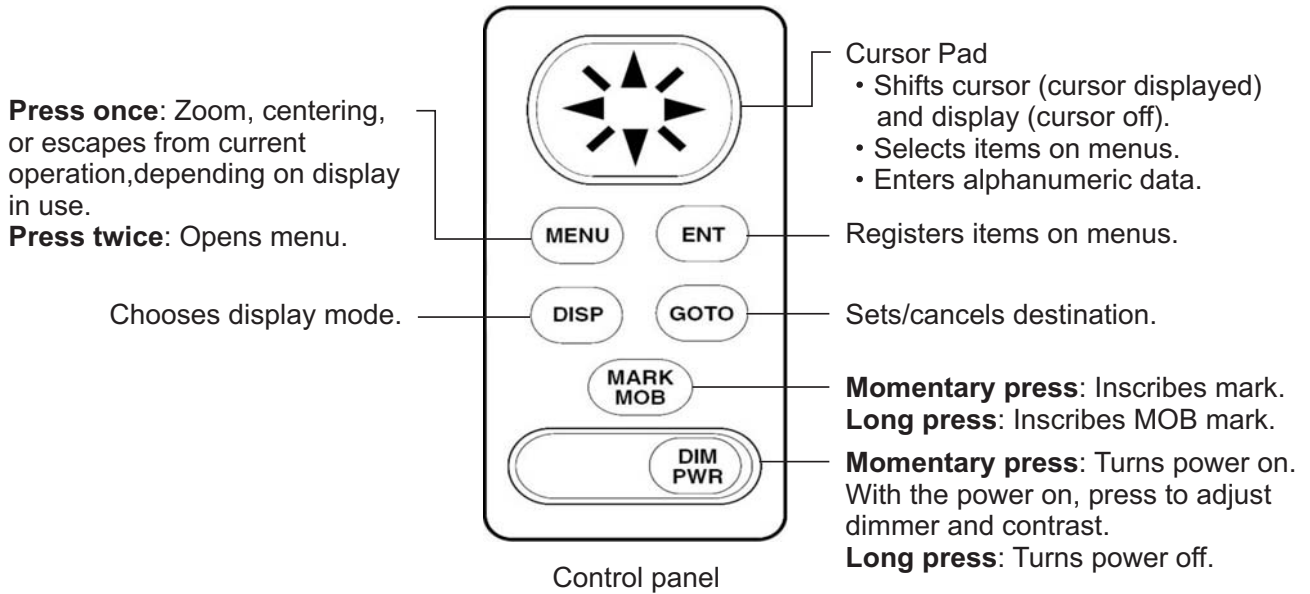 Cursor Pad
・Shifts cursor (cursor displayed)
and display (cursor off).
・Selects items on menus.
・Enters alphanumeric data.
Press once: Zoom, centering,
or escapes from current
operation,depending on display
in use.
Press twice: Opens menu.
MENU
ENT
Registers items on menus.
Chooses display mode.
DISP
GOTO
Sets/cancels destination.
MARK
MOB
Momentary press: Inscribes mark.
Long press: Inscribes MOB mark.
DIM
PWR
Momentary press: Turns power on.
With the power on, press to adjust
dimmer and contrast.
Long press: Turns power off.
Control panel